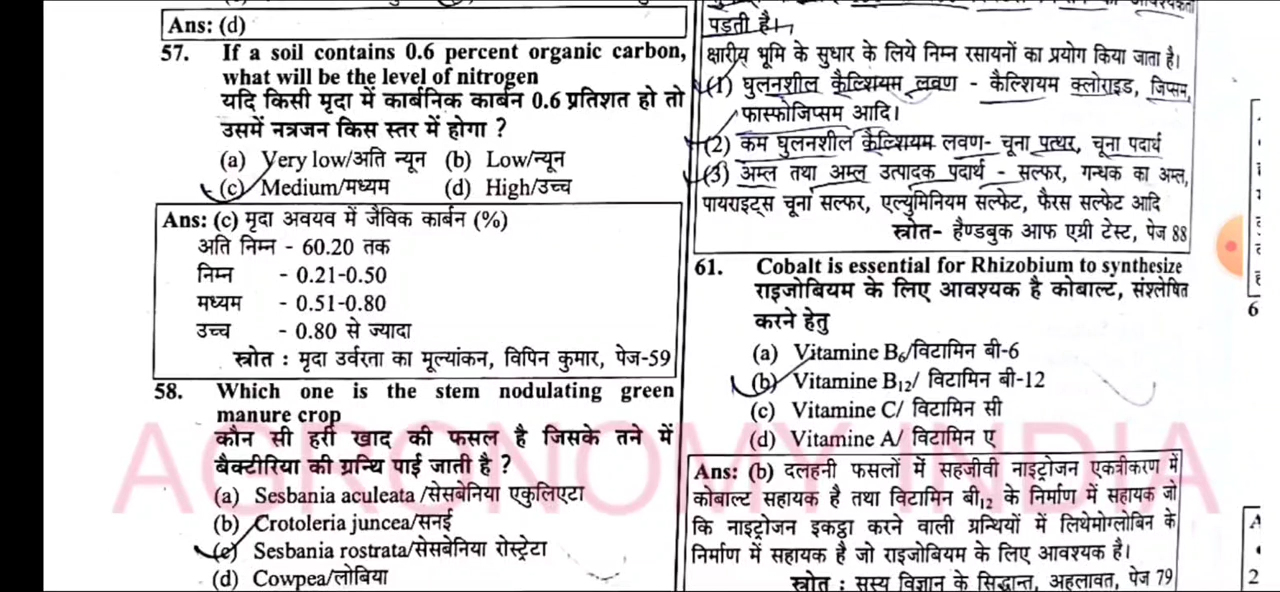 Ans: (d)
57. If a soil contains 0.6 percent organic carbon,
what will be the level of nitrogen
यदि किसी मृदा में कार्बनिक कार्बन 0.6 प्रतिशत हो तो
उसमें नत्रजन किस स्तर में होगा ?
(a) Very low/अति न्यून (b) Low/न्यून
(c) Medium/मध्यम (d) High/उच्च
Ans: (c) मृदा अवयव में जैविक कार्बन (%)
अति निम्न - 60.20 तक
निम्न - 0.21-0.50
मध्यम - 0.51-0.80
उच्च - 0.80 से ज्यादा
स्त्रोत : मृदा उर्वरता का मूल्यांकन, विपिन कुमार, पेज-59
58. Which one is the stem nodulating green
manure crop
कौन सी हरी खाद की फसल है जिसके तने में
बैक्टीरिया की ग्रन्थि पाई जाती है ?
(a) Sesbania aculeata /सेसबेनिया एकुलिएटा
(b) Crotoleria juncea/सनई
(c) Sesbania rostrata/सेसबेनिया रोस्ट्रेटा
(d) Cowpea/लोबिया
पड़ती है।
क्षारीय भूमि के सुधार के लिये निम्न रसायनों का प्रयोग किया जाता है।
(1) घुलनशील कैल्शियम लवण - कैल्शियम क्लोराइड, जिप्सम,
फास्फोजिप्सम आदि।
(2) कम घुलनशील कैल्शियम लवण- चूना पत्थर, चूना पदार्थ
(3) अम्ल तथा अम्ल उत्पादक पदार्थ - सल्फर, गन्धक का अम्ल,
पायराइट्स चूना सल्फर, एल्युमिनियम सल्फेट, फैरस सल्फेट आदि
स्त्रोत- हैण्डबुक आफ एग्री टेस्ट, पेज 88
61. Cobalt is essential for Rhizobium to synthesize
राइजोबियम के लिए आवश्यक है कोबाल्ट, संश्लेषित
करने हेतु
(a) Vitamine B₆/विटामिन बी-6
(b) Vitamine B₁₂/ विटामिन बी-12
(c) Vitamine C/ विटामिन सी
(d) Vitamine A/ विटामिन ए
Ans: (b) दलहनी फसलों में सहजीवी नाइट्रोजन एकत्रीकरण में
कोबाल्ट सहायक है तथा विटामिन बी₁₂ के निर्माण में सहायक जो
कि नाइट्रोजन इकट्ठा करने वाली ग्रन्थियों में लिथेमोग्लोबिन के
निर्माण में सहायक है जो राइजोबियम के लिए आवश्यक है।
स्त्रोत : सस्य विज्ञान के सिद्धान्त, अहलावत, पेज 79
6
A
2
AGRONOMY INDIA